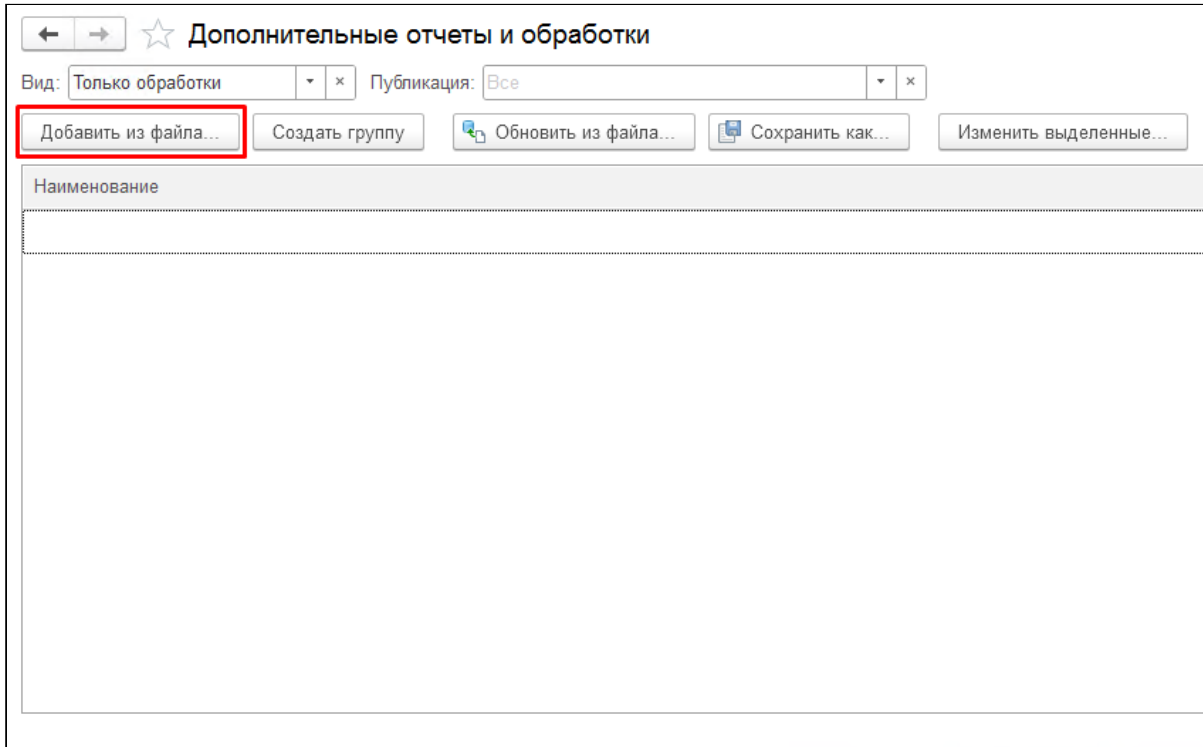 Дополнительные отчеты и обработки
Вид: Только обработки Публикация: Все
Добавить из файла... Создать группу Обновить из файла... Сохранить как... Изменить выделенные...
Наименование